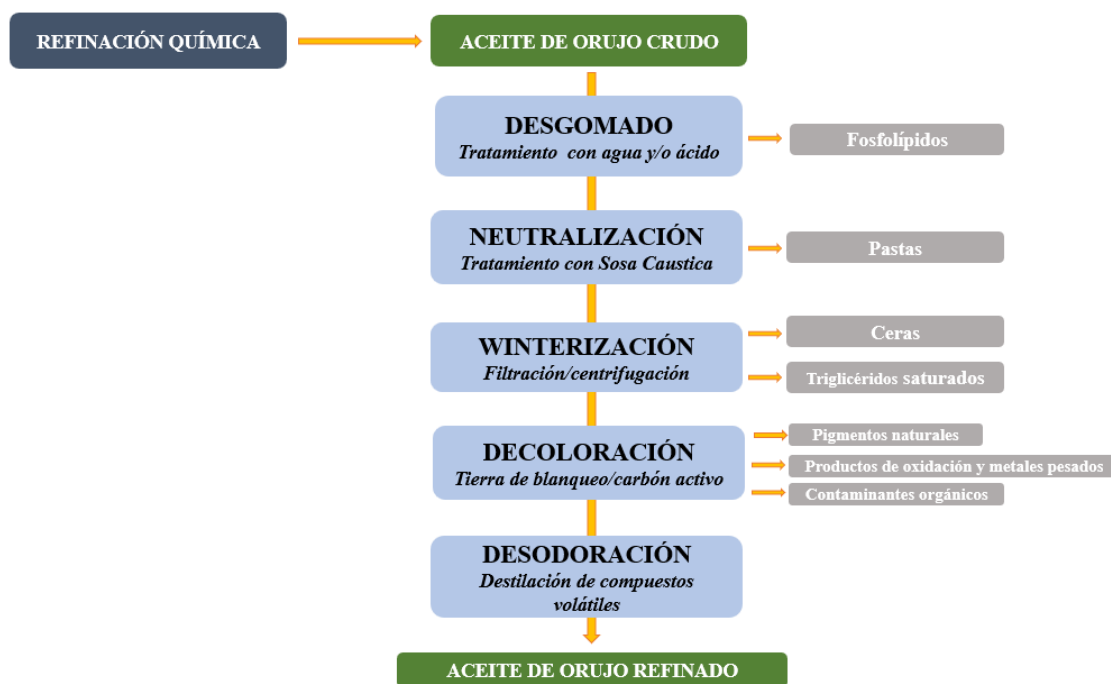 REFINACIÓN QUÍMICA
ACEITE DE ORUJO CRUDO
DESGOMADO
Tratamiento con agua y/o ácido
Fosfolípidos
NEUTRALIZACIÓN
Tratamiento con Sosa Caustica
Pastas
WINTERIZACIÓN
Filtración/centrifugación
Ceras
Triglicéridos saturados
DECOLORACIÓN
Tierra de blanqueo/carbón activo
Pigmentos naturales
Productos de oxidación y metales pesados
Contaminantes orgánicos
DESODORACIÓN
Destilación de compuestos
volátiles
ACEITE DE ORUJO REFINADO